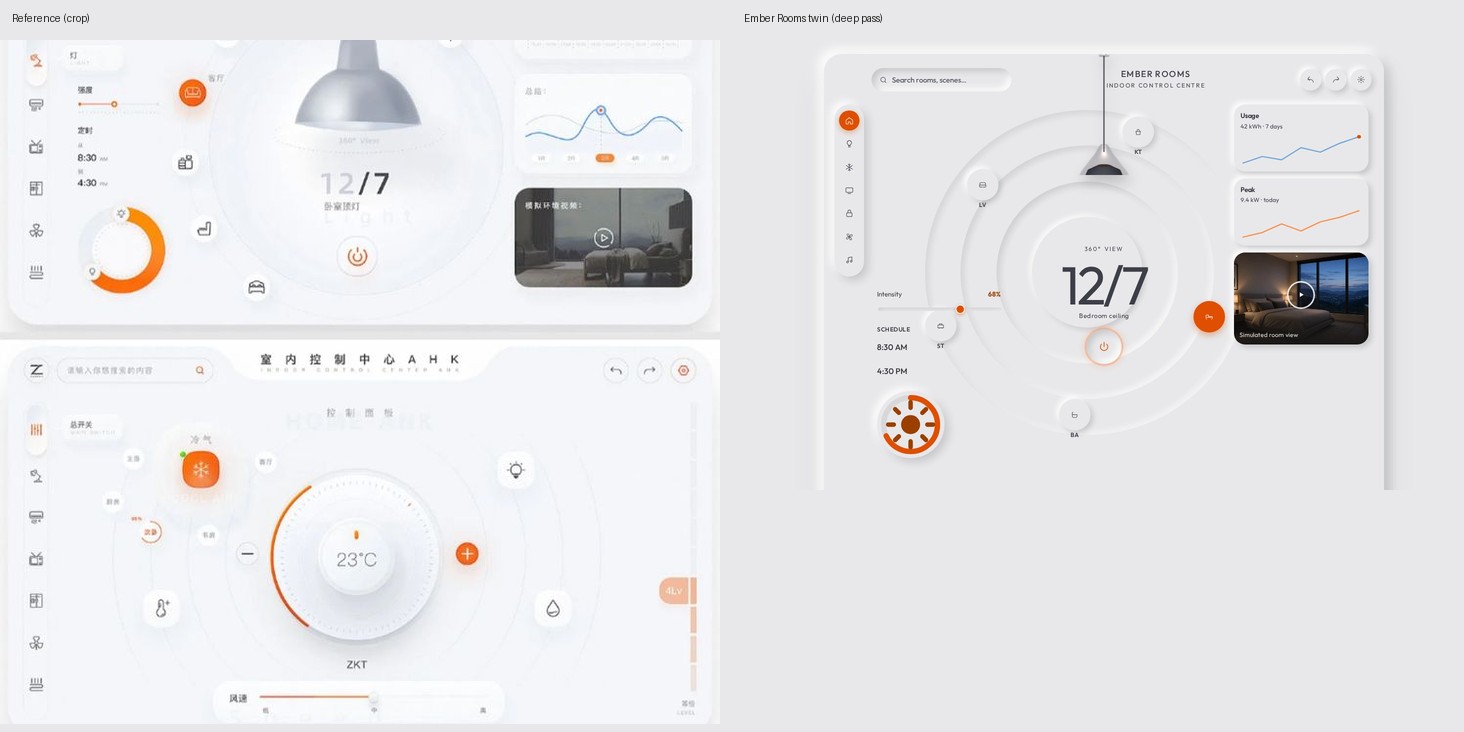 Reference (crop)
Ember Rooms twin (deep pass)
灯
客厅
强度
定时
8:30 AM
4:30 PM
360° View
12/7
卧室顶灯
Light
总结:
模拟环境视频:
室内控制中心AHK
INDOOR CONTROL CENTER AHK
请输入你想搜索的内容
总开关
控制面板
HOME AHK
冷气
客厅
23°C
ZKT
风速
低
中
高
4Lv
等位
LEVEL
Search rooms, scenes...
EMBER ROOMS
INDOOR CONTROL CENTRE
KT
LV
360° VIEW
12/7
Bedroom ceiling
Intensity
68%
SCHEDULE
8:30 AM
4:30 PM
ST
BA
Usage
42 kWh · 7 days
Peak
9.4 kW · today
Simulated room view